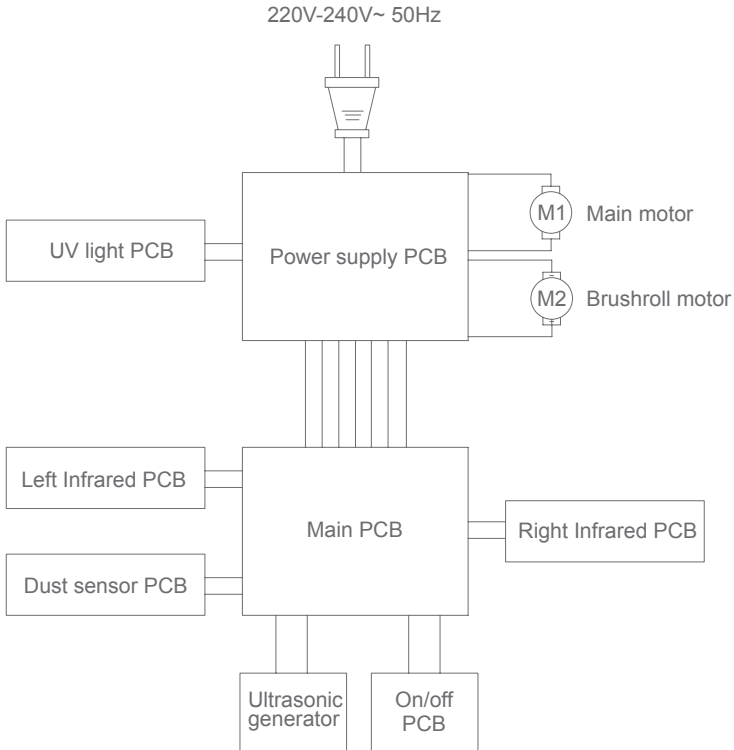 220V-240V~ 50Hz
M1
Main motor
UV light PCB
Power supply PCB
M2
Brushroll motor
Left Infrared PCB
Main PCB
Right Infrared PCB
Dust sensor PCB
Ultrasonic
generator
On/off
PCB